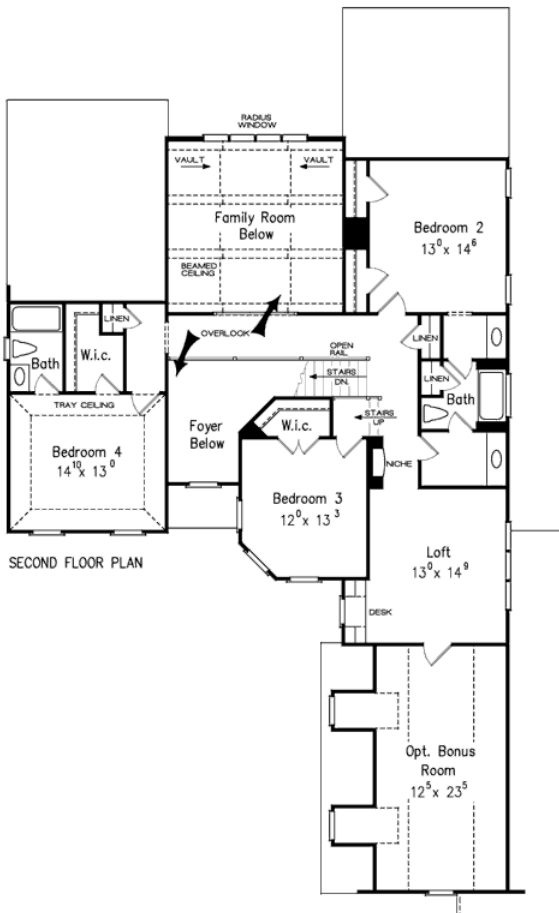 RADIUS
WINDOW
VAULT
VAULT
Family Room
Below
BEAMED
CEILING
Bedroom 2
13⁰ x 14⁶
LINEN
OVERLOOK
LINEN
OPEN
RAIL
Bath
W.i.c.
STAIRS
DN.
LINEN
Bath
TRAY CEILING
STAIRS
UP
Foyer
Below
W.i.c.
Bedroom 4
14¹⁰ x 13⁰
NICHE
Bedroom 3
12⁰ x 13³
Loft
13⁰ x 14⁹
SECOND FLOOR PLAN
DESK
Opt. Bonus
Room
12⁵ x 23⁵